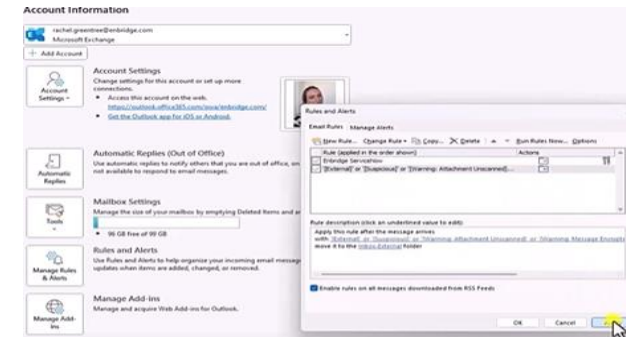 Account Information
rachel.greentree@enbridge.com
Microsoft Exchange
+ Add Account
Account Settings
Account Settings
Change settings for this account or set up more connections.
Access this account on the web.
https://outlook.office365.com/owa/enbridge.com/
Get the Outlook app for iOS or Android.
Automatic Replies
Automatic Replies (Out of Office)
Use automatic replies to notify others that you are out of office, on
not available to respond to email messages.
Tools
Mailbox Settings
Manage the size of your mailbox by emptying Deleted Items and ar
96 GB free of 99 GB
Manage Rules & Alerts
Rules and Alerts
Use Rules and Alerts to help organize your incoming email message
updates when items are added, changed, or removed.
Manage Add-ins
Manage Add-ins
Manage and acquire Web Add-ins for Outlook.
Rules and Alerts
Email Rules Manage Alerts
New Rule... Change Rule Copy... Delete Run Rules Now... Options
Rule (applied in the order shown) Actions
Enbridge ServiceNow
'[External]' or '[Suspicious]' or '[Warning: Attachment Unscanned]...
Rule description (click an underlined value to edit):
Apply this rule after the message arrives
with '[External]' or '[Suspicious]' or '[Warning: Attachment Unscanned]' or '[Warning: Message Encrypte
move it to the Inbox-External folder
Enable rules on all messages downloaded from RSS Feeds
OK Cancel